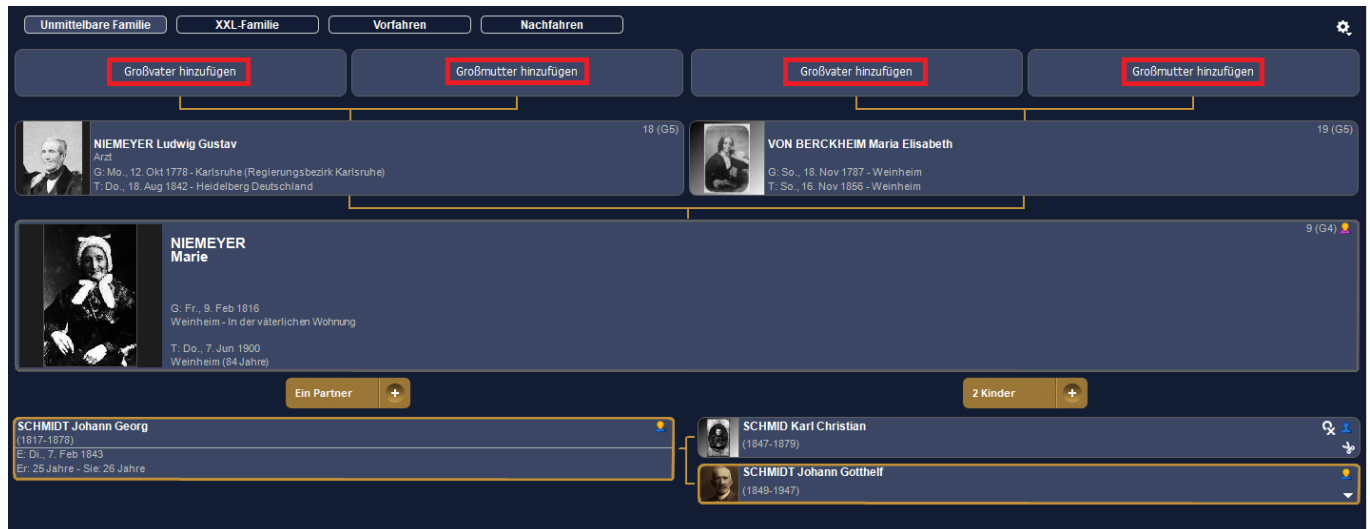 Unmittelbare Familie
XXL-Familie
Vorfahren
Nachfahren
Großvater hinzufügen
Großmutter hinzufügen
Großvater hinzufügen
Großmutter hinzufügen
18 (G5)
NIEMEYER Ludwig Gustav
Arzt
G: Mo., 12. Okt 1778 - Karlsruhe (Regierungsbezirk Karlsruhe)
T: Do., 18. Aug 1842 - Heidelberg Deutschland
19 (G5)
VON BERCKHEIM Maria Elisabeth
G: So., 18. Nov 1787 - Weinheim
T: So., 16. Nov 1856 - Weinheim
9 (G4)
NIEMEYER
Marie
G: Fr., 9. Feb 1816
Weinheim - In der väterlichen Wohnung
T: Do., 7. Jun 1900
Weinheim (84 Jahre)
Ein Partner +
2 Kinder +
SCHMIDT Johann Georg
(1817-1878)
E: Di., 7. Feb 1843
Er: 25 Jahre - Sie: 26 Jahre
SCHMID Karl Christian
(1847-1879)
SCHMIDT Johann Gotthelf
(1849-1947)